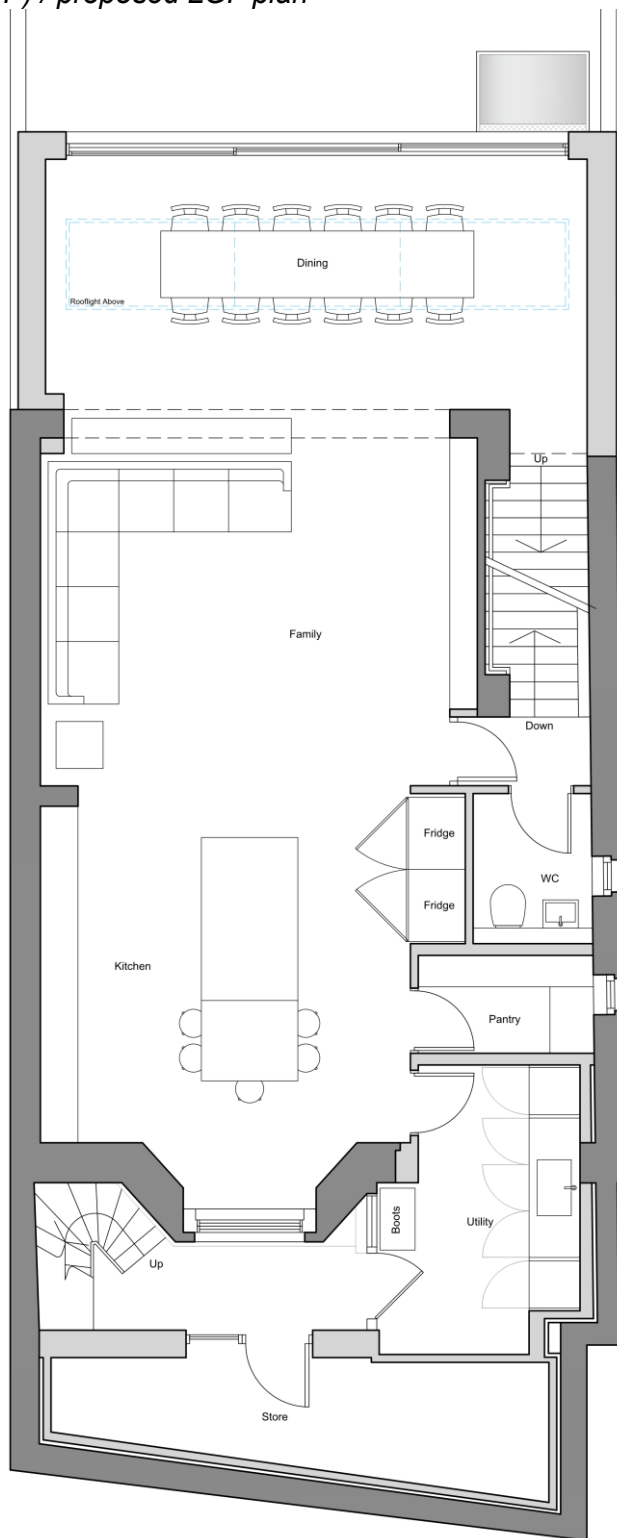 / proposed LGF plan
Dining
Rooflight Above
Up
Family
Down
Fridge
WC
Fridge
Kitchen
Pantry
Boots
Utility
Up
Store